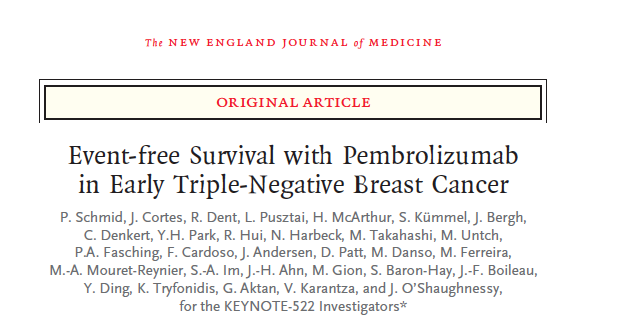 The NEW ENGLAND JOURNAL of MEDICINE
ORIGINAL ARTICLE
Event-free Survival with Pembrolizumab
in Early Triple-Negative Breast Cancer
P. Schmid, J. Cortes, R. Dent, L. Pusztai, H. McArthur, S. Kümmel, J. Bergh,
C. Denkert, Y.H. Park, R. Hui, N. Harbeck, M. Takahashi, M. Untch,
P.A. Fasching, F. Cardoso, J. Andersen, D. Patt, M. Danso, M. Ferreira,
M.-A. Mouret-Reynier, S.-A. Im, J.-H. Ahn, M. Gion, S. Baron-Hay, J.-F. Boileau,
Y. Ding, K. Tryfonidis, G. Aktan, V. Karantza, and J. O’Shaughnessy,
for the KEYNOTE-522 Investigators*